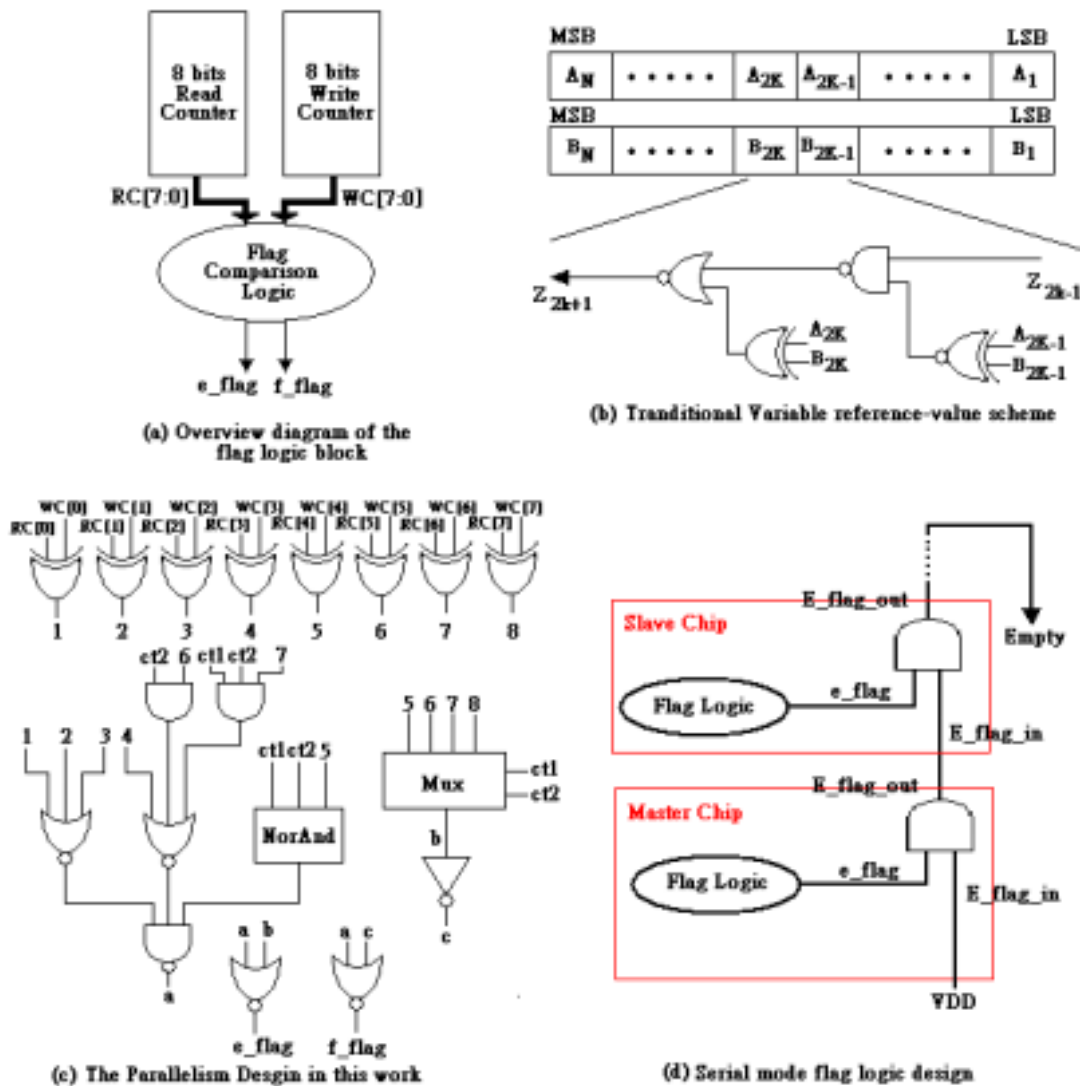 8 bits
Read
Counter
8 bits
Write
Counter
RC[7:0]
WC[7:0]
Flag
Comparison
Logic
e_flag f_flag
(a) Overview diagram of the
flag logic block
MSB LSB
A_N • • • • • A_2K A_2K-1 • • • • • A_1
MSB LSB
B_N • • • • • B_2K B_2K-1 • • • • • B_1
Z_2k+1
Z_2k-1
A_2K
B_2K
A_2K-1
B_2K-1
(b) Tranditional Variable reference-value scheme
WC[0] WC[1] WC[2] WC[3] WC[4] WC[5] WC[6] WC[7]
RC[0] RC[1] RC[2] RC[3] RC[4] RC[5] RC[6] RC[7]
1 2 3 4 5 6 7 8
ct2 6 ct1 ct2 7
1 2 3 4
ct1 ct2 5
NorAnd
a
5 6 7 8
Mux
ct1
ct2
b
c
a b
e_flag
a c
f_flag
(c) The Parallelism Desgin in this work
E_flag_out
Empty
Slave Chip
Flag Logic
e_flag
E_flag_in
E_flag_out
Master Chip
Flag Logic
e_flag
E_flag_in
VDD
(d) Serial mode flag logic design